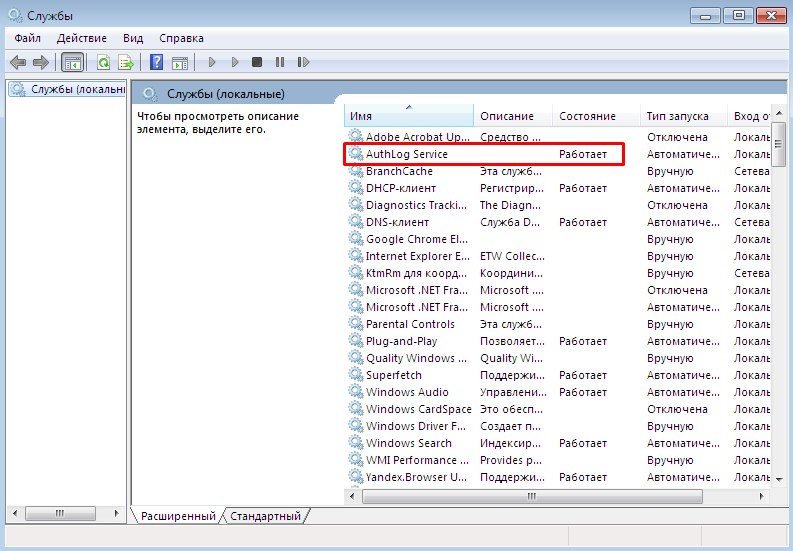 Службы
Файл Действие Вид Справка
Службы (локальны
Службы (локальные)
Чтобы просмотреть описание
элемента, выделите его.
Имя Описание Состояние Тип запуска Вход от
Adobe Acrobat Up... Средство ... Отключена Локаль
AuthLog Service Работает Автоматиче... Локаль
BranchCache Эта служб... Вручную Сетева
DHCP-клиент Регистрир... Работает Автоматиче... Локаль
Diagnostics Tracki... The Diagn... Отключена Локаль
DNS-клиент Служба D... Работает Автоматиче... Сетева
Google Chrome El... Вручную Локаль
Internet Explorer E... ETW Collec... Вручную Локаль
KtmRm для коорд... Координи... Вручную Сетева
Microsoft .NET Fra... Microsoft .... Отключена Локаль
Microsoft .NET Fra... Microsoft .... Автоматиче... Локаль
Parental Controls Эта служб... Вручную Локаль
Plug-and-Play Позволяет... Работает Автоматиче... Локаль
Quality Windows ... Quality Wi... Вручную Локаль
Superfetch Поддержи... Работает Автоматиче... Локаль
Windows Audio Управлени... Работает Автоматиче... Локаль
Windows CardSpace Это обесп... Отключена Локаль
Windows Driver F... Создает п... Вручную Локаль
Windows Search Индексир... Работает Автоматиче... Локаль
WMI Performance ... Provides p... Вручную Локаль
Yandex.Browser U... Поддержи... Работает Автоматиче... Локаль
Расширенный Стандартный